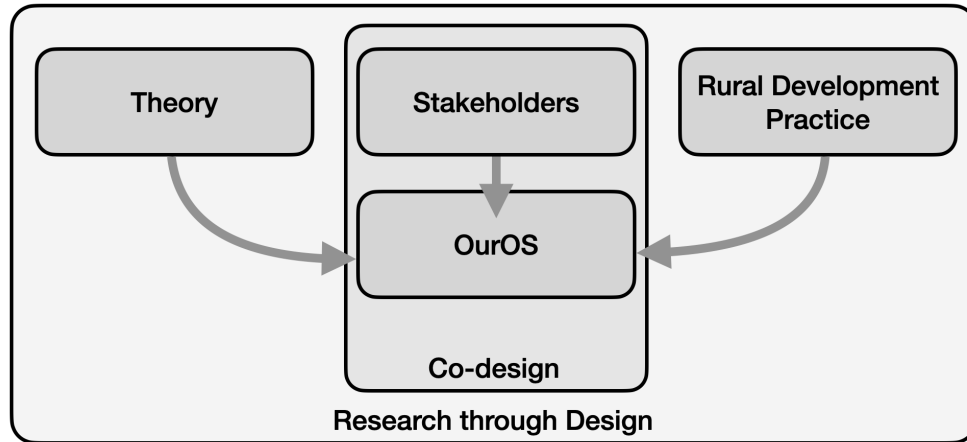 Theory
Stakeholders
Rural Development
Practice
OurOS
Co-design
Research through Design